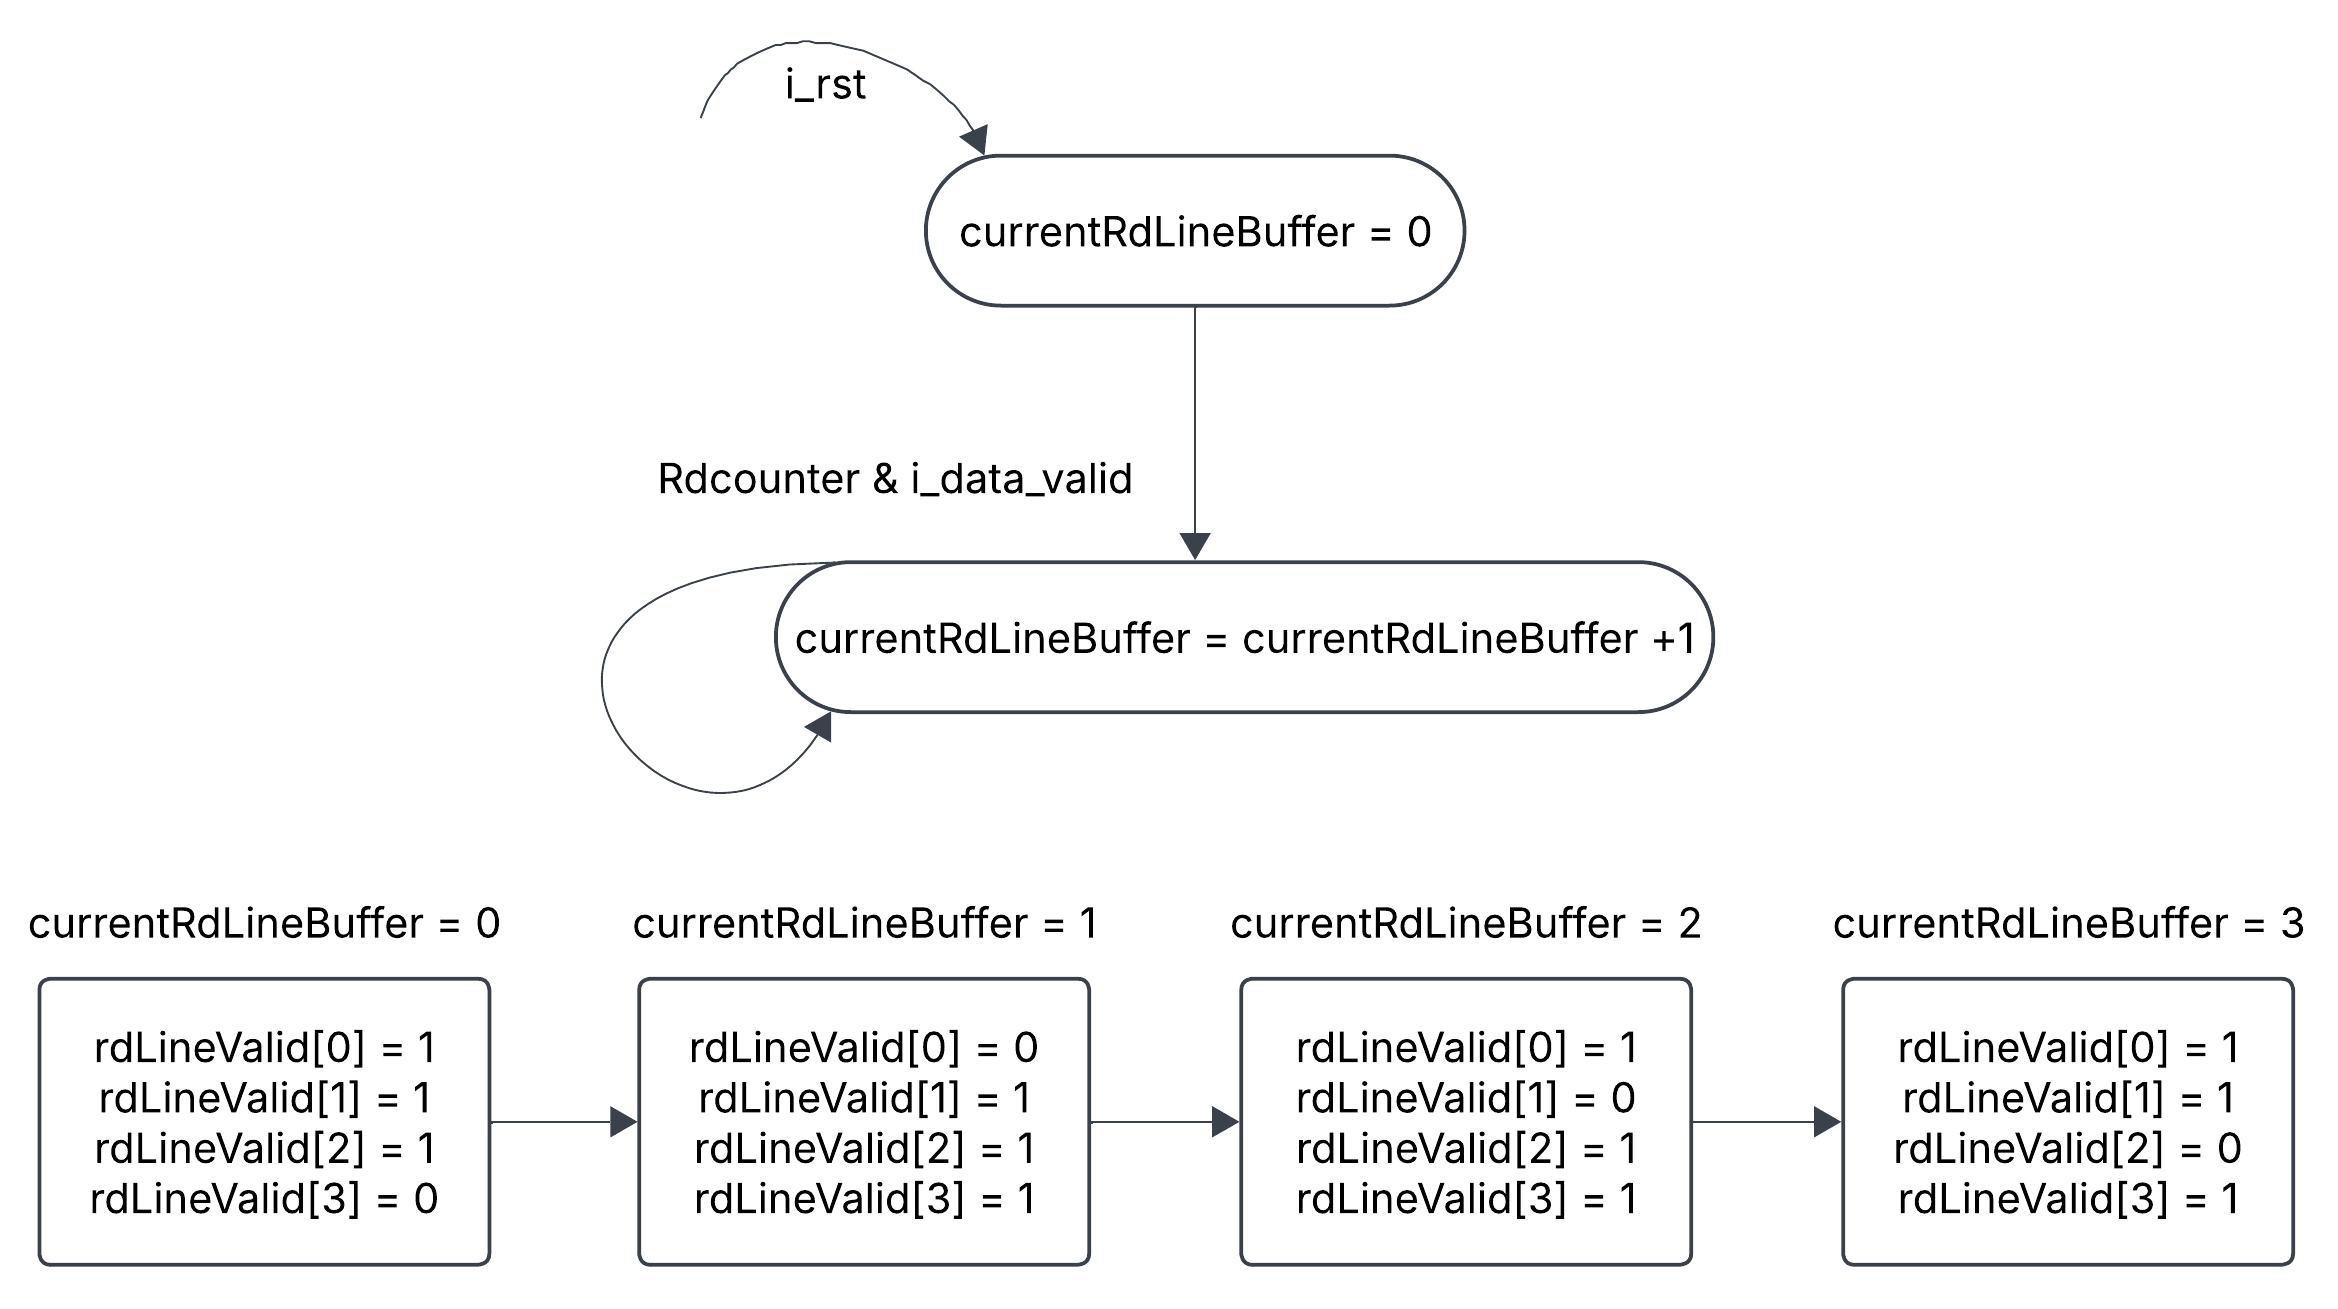 i_rst
currentRdLineBuffer = 0
Rdcounter & i_data_valid
currentRdLineBuffer = currentRdLineBuffer +1
currentRdLineBuffer = 0
rdLineValid[0] = 1
rdLineValid[1] = 1
rdLineValid[2] = 1
rdLineValid[3] = 0
currentRdLineBuffer = 1
rdLineValid[0] = 0
rdLineValid[1] = 1
rdLineValid[2] = 1
rdLineValid[3] = 1
currentRdLineBuffer = 2
rdLineValid[0] = 1
rdLineValid[1] = 0
rdLineValid[2] = 1
rdLineValid[3] = 1
currentRdLineBuffer = 3
rdLineValid[0] = 1
rdLineValid[1] = 1
rdLineValid[2] = 0
rdLineValid[3] = 1